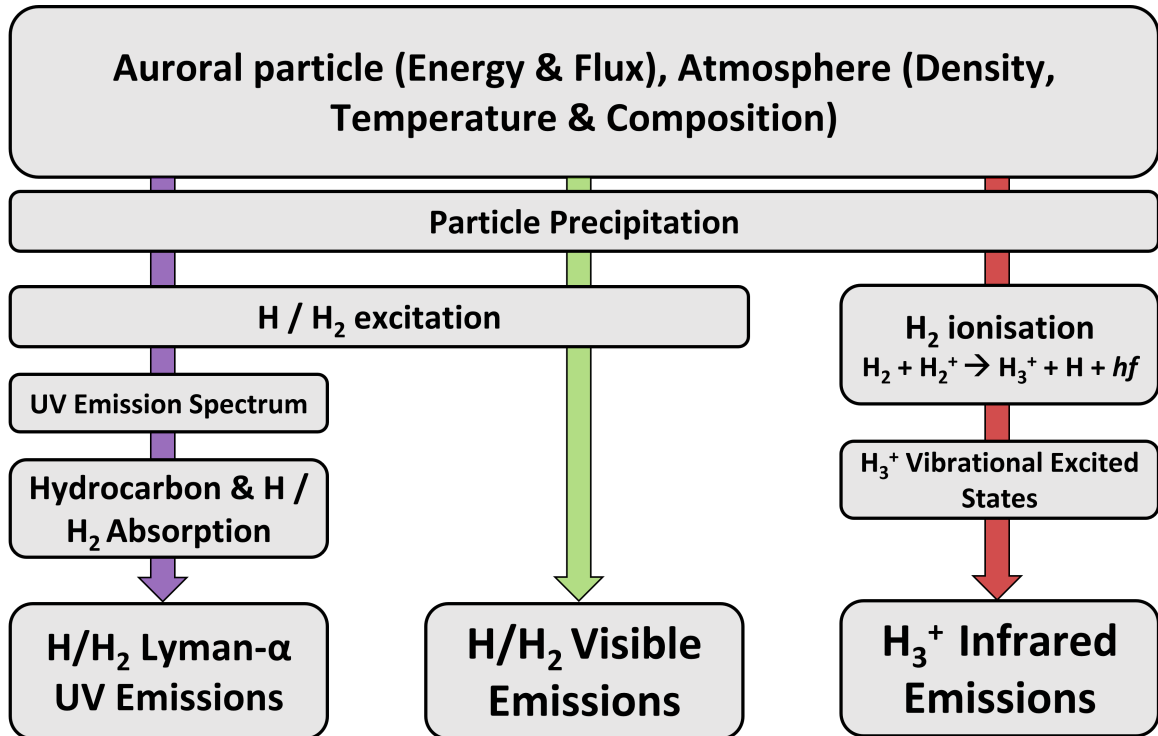 Auroral particle (Energy & Flux), Atmosphere (Density,
Temperature & Composition)
Particle Precipitation
H / H₂ excitation
H₂ ionisation
H₂ + H₂⁺ → H₃⁺ + H + hf
UV Emission Spectrum
H₃⁺ Vibrational Excited
States
Hydrocarbon & H /
H₂ Absorption
H/H₂ Lyman-α
UV Emissions
H/H₂ Visible
Emissions
H₃⁺ Infrared
Emissions